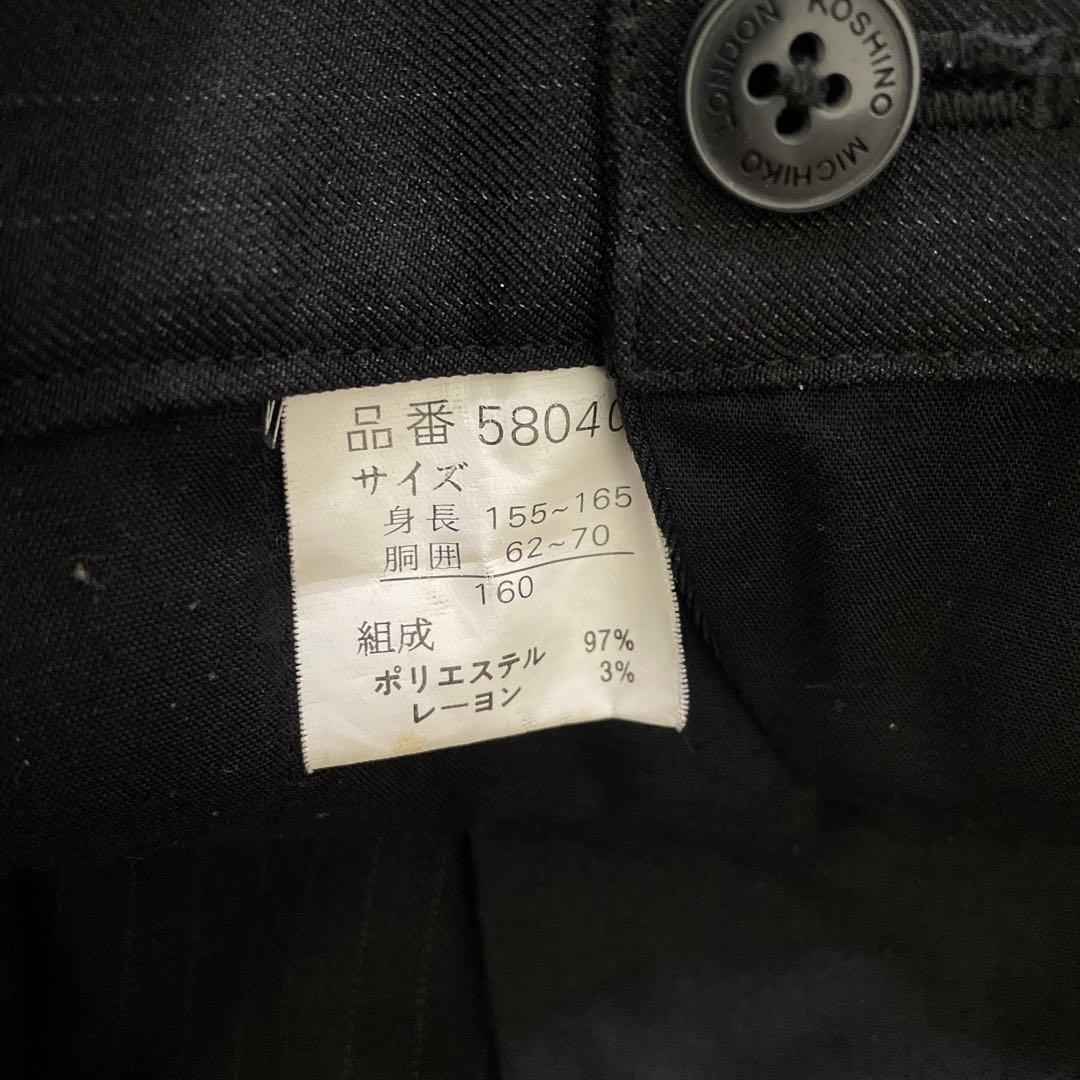 MICHIKO LONDON KOSHINO
品番 58040
サイズ
身長 155~165
胴囲 62~70
160
組成
ポリエステル 97%
レーヨン 3%